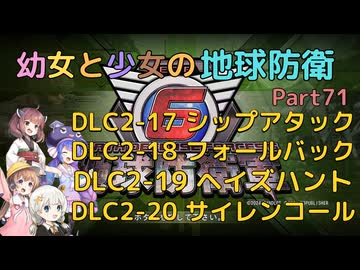 幼女と少女の地球防衛
Part71
DLC2-17 シップアタック
DLC2-18 フォールバック
DLC2-19 ヘイズハント
DLC2-20 サイレンコール